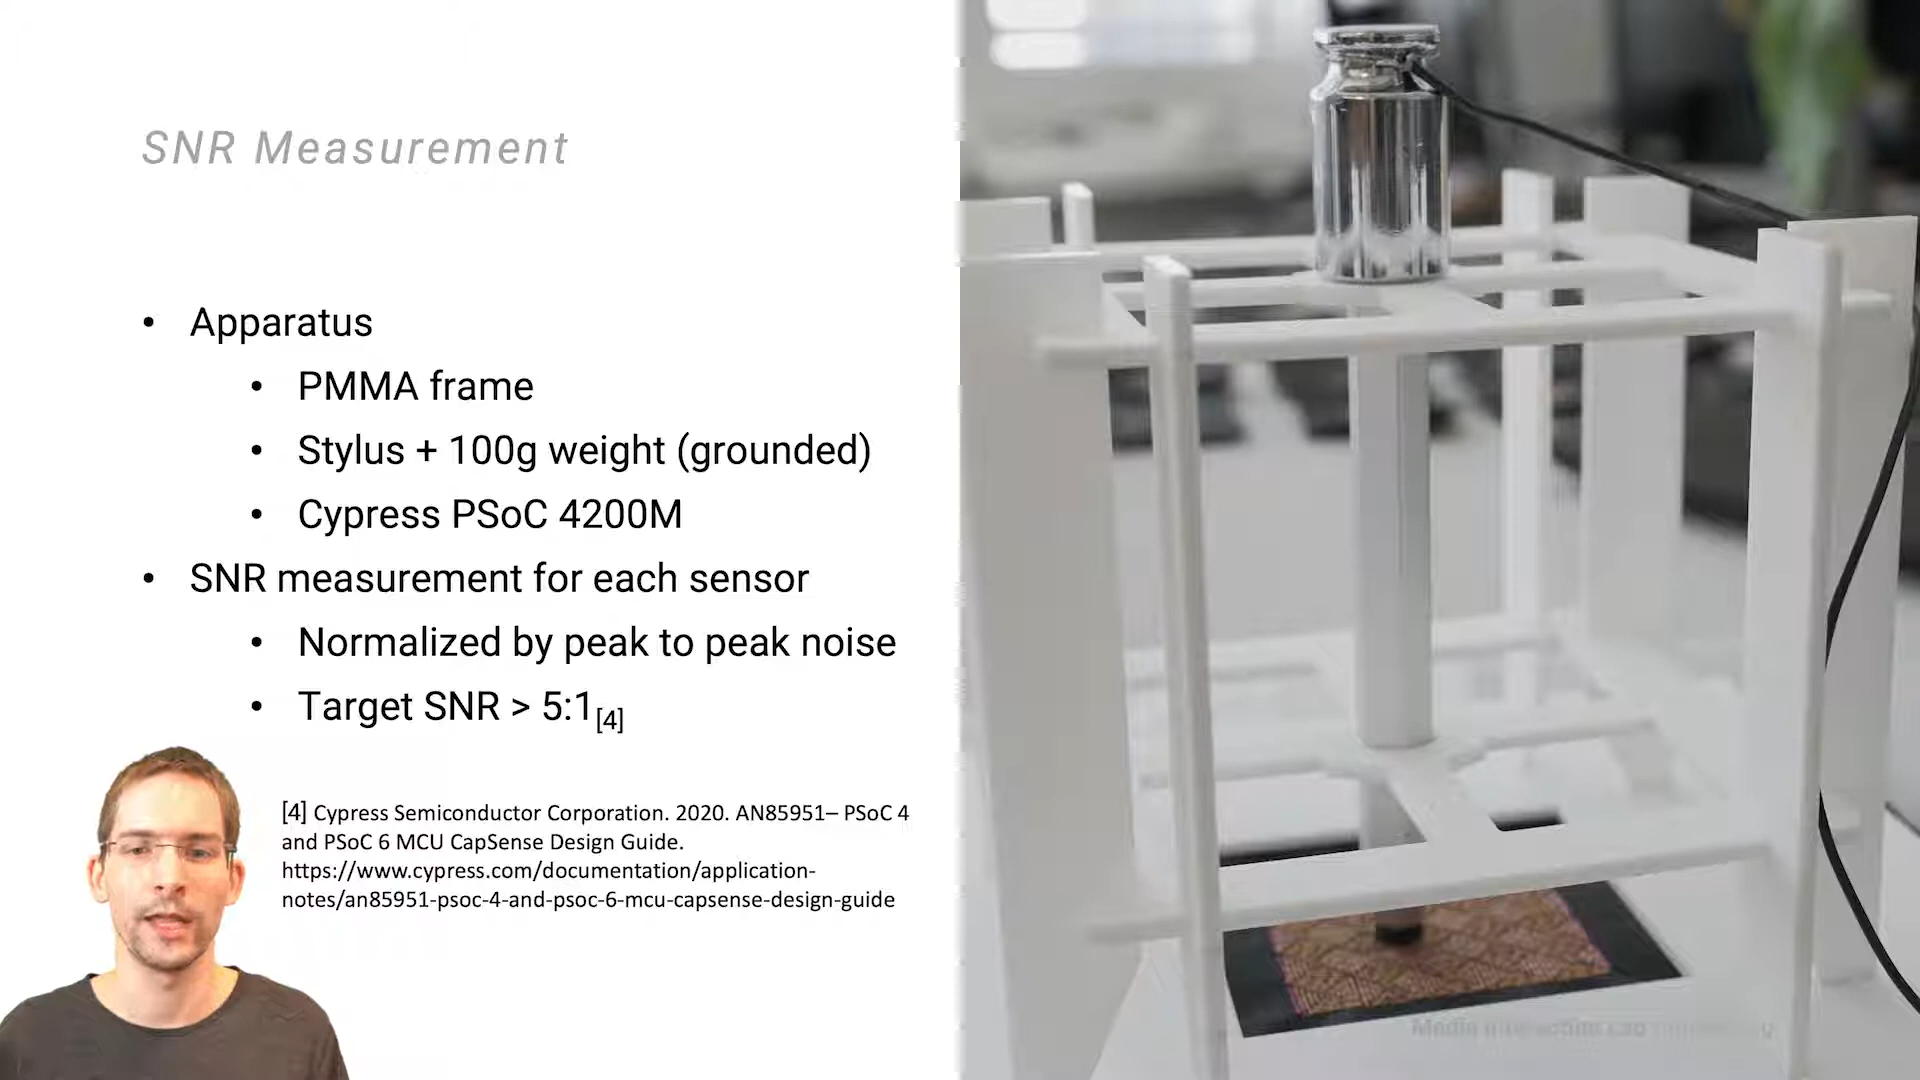 SNR Measurement
• Apparatus
• PMMA frame
• Stylus + 100g weight (grounded)
• Cypress PSoC 4200M
• SNR measurement for each sensor
• Normalized by peak to peak noise
• Target SNR > 5:1[4]
[4] Cypress Semiconductor Corporation. 2020. AN85951– PSoC 4
and PSoC 6 MCU CapSense Design Guide.
https://www.cypress.com/documentation/application-
notes/an85951-psoc-4-and-psoc-6-mcu-capsense-design-guide
Media Interaction Lab